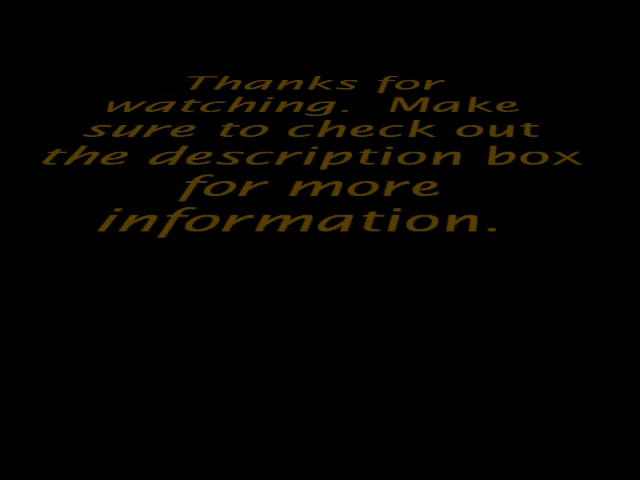 Thanks for
watching.  Make
sure to check out
the description box
for more
information.